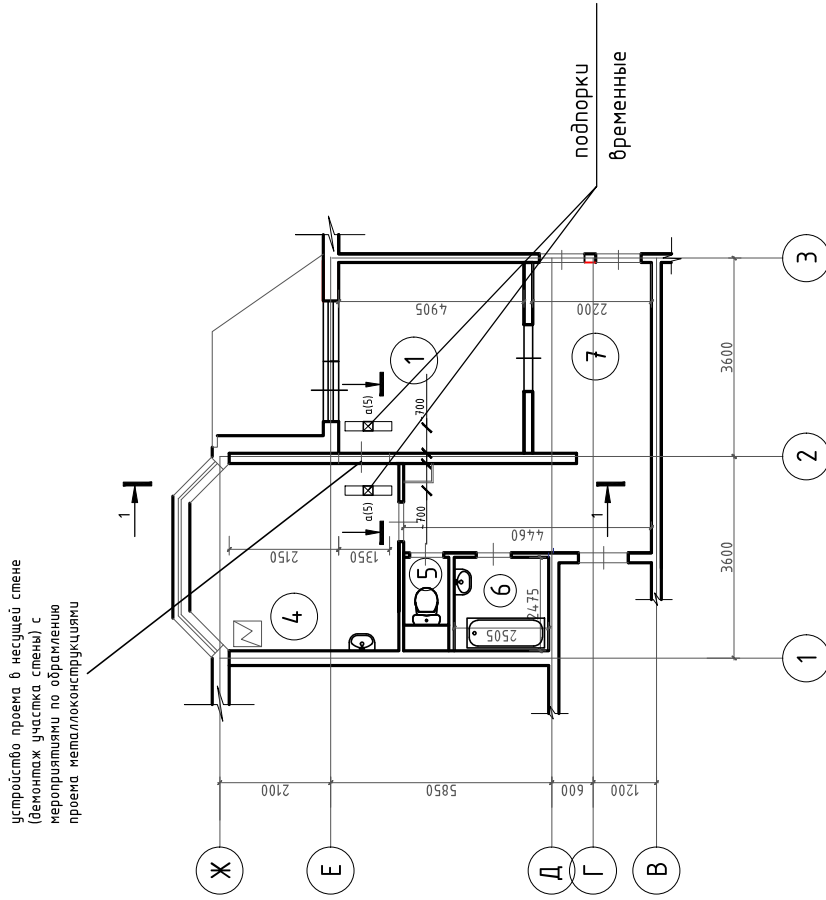 устройство проема в несущей стене
(демонтаж участка стены) с
мероприятиями по обрамлению
проема металлоконструкциями
подпорки
временные
1
1
4905
2200
1
7
а(5)
700
а(5)
700
2150
1350
4460
4
5
6
2475
2505
3600
3600
3
2
1
2100
5850
600
1200
Ж
Е
Д
Г
В